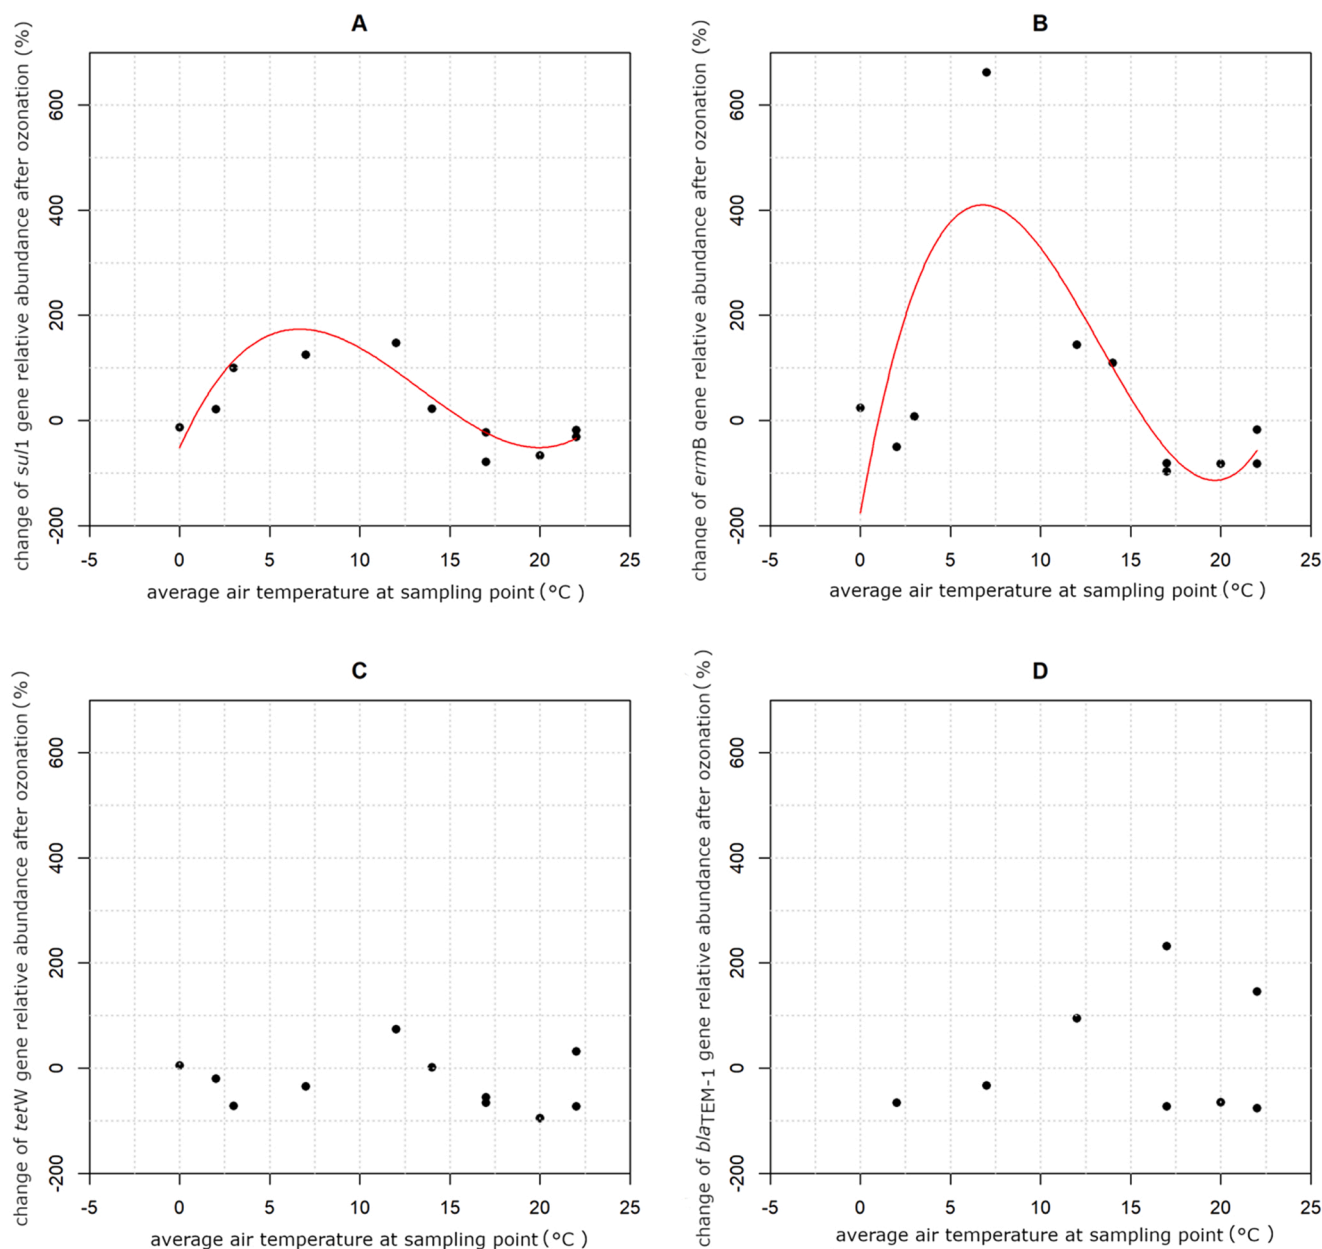 A
change of sul1 gene relative abundance after ozonation (%)
600
400
200
0
-200
-5 0 5 10 15 20 25
average air temperature at sampling point (°C )
B
change of ermB gene relative abundance after ozonation (%)
600
400
200
0
-200
-5 0 5 10 15 20 25
average air temperature at sampling point (°C )
C
change of tetW gene relative abundance after ozonation (%)
600
400
200
0
-200
-5 0 5 10 15 20 25
average air temperature at sampling point (°C )
D
change of blaTEM-1 gene relative abundance after ozonation (%)
600
400
200
0
-200
-5 0 5 10 15 20 25
average air temperature at sampling point (°C )